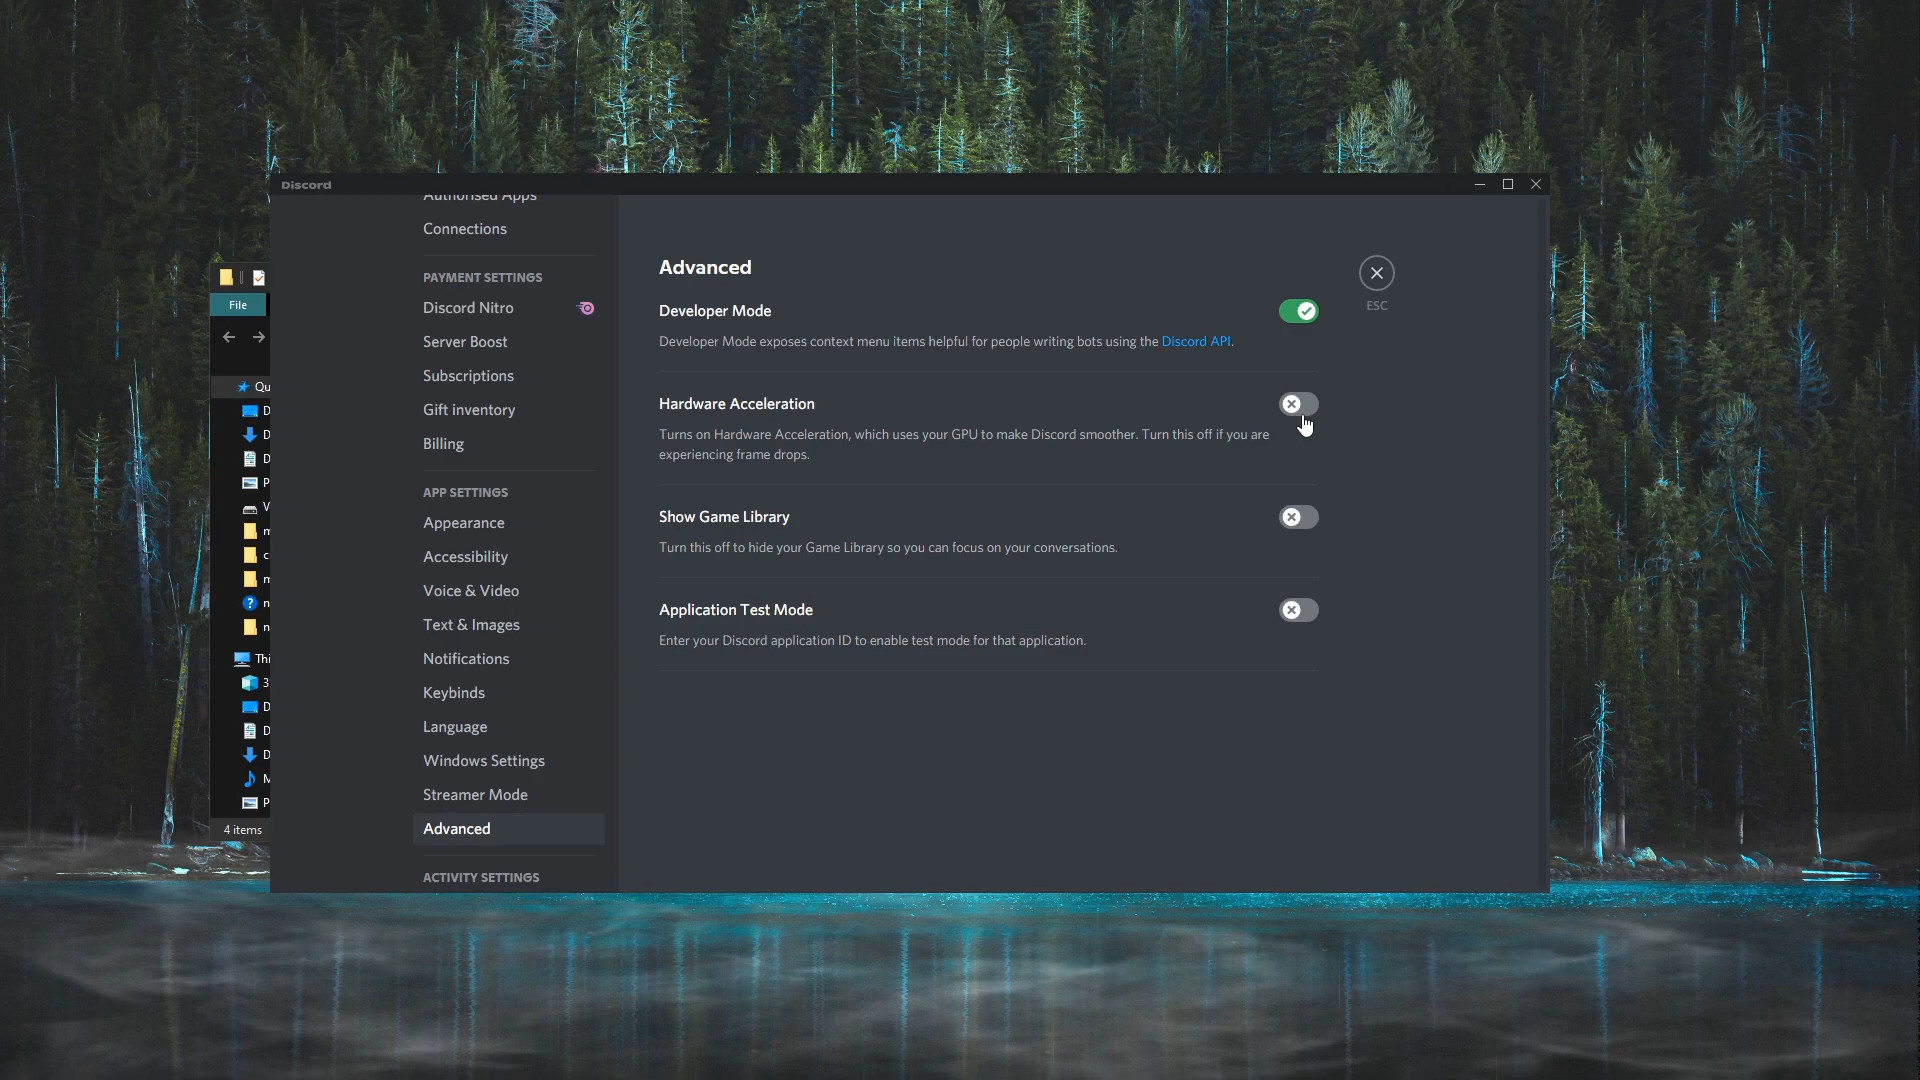 Discord
Authorised Apps
Connections
PAYMENT SETTINGS
Discord Nitro
Server Boost
Subscriptions
Gift inventory
Billing
APP SETTINGS
Appearance
Accessibility
Voice & Video
Text & Images
Notifications
Keybinds
Language
Windows Settings
Streamer Mode
Advanced
ACTIVITY SETTINGS
Advanced
Developer Mode
Developer Mode exposes context menu items helpful for people writing bots using the Discord API.
Hardware Acceleration
Turns on Hardware Acceleration, which uses your GPU to make Discord smoother. Turn this off if you are
experiencing frame drops.
Show Game Library
Turn this off to hide your Game Library so you can focus on your conversations.
Application Test Mode
Enter your Discord application ID to enable test mode for that application.
ESC
File
Qu
D
D
D
P
V
m
c
m
n
n
Thi
3
D
D
D
M
P
4 items